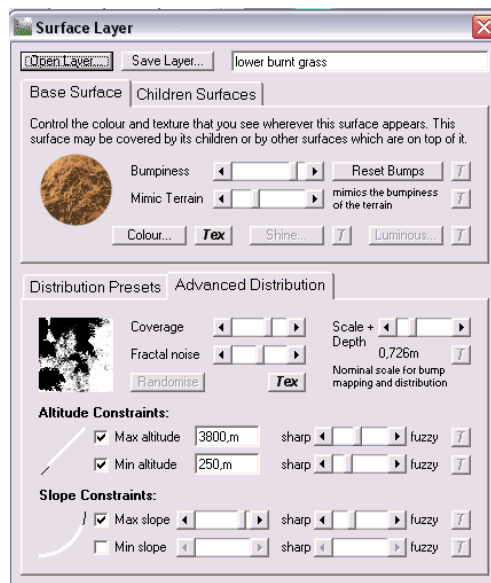 Surface Layer
Open Layer... Save Layer... lower burnt grass
Base Surface Children Surfaces
Control the colour and texture that you see wherever this surface appears. This
surface may be covered by its children or by other surfaces which are on top of it.
Bumpiness Reset Bumps T
Mimic Terrain mimics the bumpiness
of the terrain T
Colour... Tex Shine... T Luminous... T
Distribution Presets Advanced Distribution
Coverage Scale +
Depth
Fractal noise 0,726m T
Randomise Tex Nominal scale for bump
mapping and distribution
Altitude Constraints:
Max altitude 3800,m sharp fuzzy T
Min altitude 250,m sharp fuzzy T
Slope Constraints:
Max slope sharp fuzzy T
Min slope sharp fuzzy T